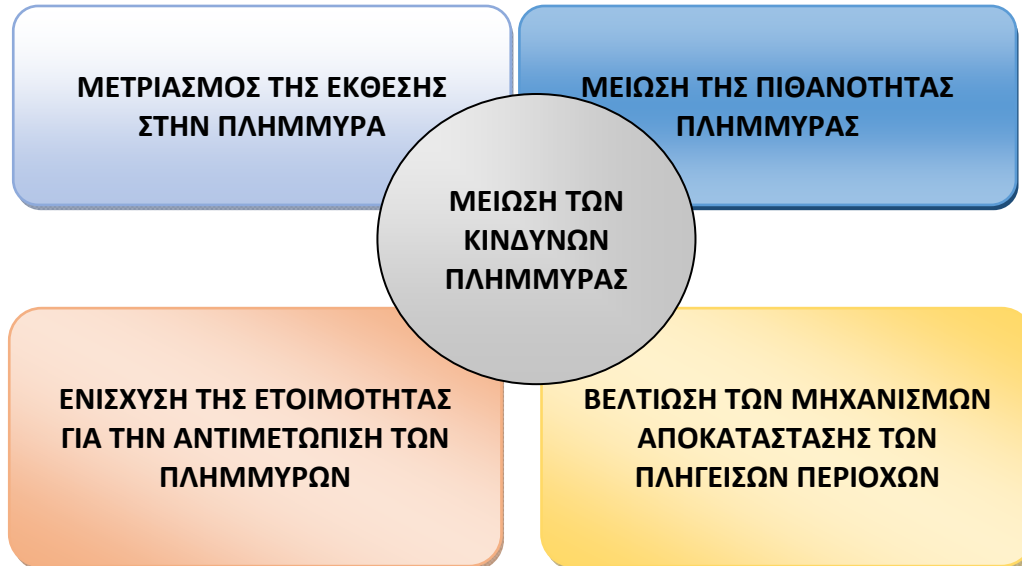 ΜΕΤΡΙΑΣΜΟΣ ΤΗΣ ΕΚΘΕΣΗΣ
ΣΤΗΝ ΠΛΗΜΜΥΡΑ
ΜΕΙΩΣΗ ΤΗΣ ΠΙΘΑΝΟΤΗΤΑΣ
ΠΛΗΜΜΥΡΑΣ
ΜΕΙΩΣΗ ΤΩΝ
ΚΙΝΔΥΝΩΝ
ΠΛΗΜΜΥΡΑΣ
ΕΝΙΣΧΥΣΗ ΤΗΣ ΕΤΟΙΜΟΤΗΤΑΣ
ΓΙΑ ΤΗΝ ΑΝΤΙΜΕΤΩΠΙΣΗ ΤΩΝ
ΠΛΗΜΜΥΡΩΝ
ΒΕΛΤΙΩΣΗ ΤΩΝ ΜΗΧΑΝΙΣΜΩΝ
ΑΠΟΚΑΤΑΣΤΑΣΗΣ ΤΩΝ
ΠΛΗΓΕΙΣΩΝ ΠΕΡΙΟΧΩΝ